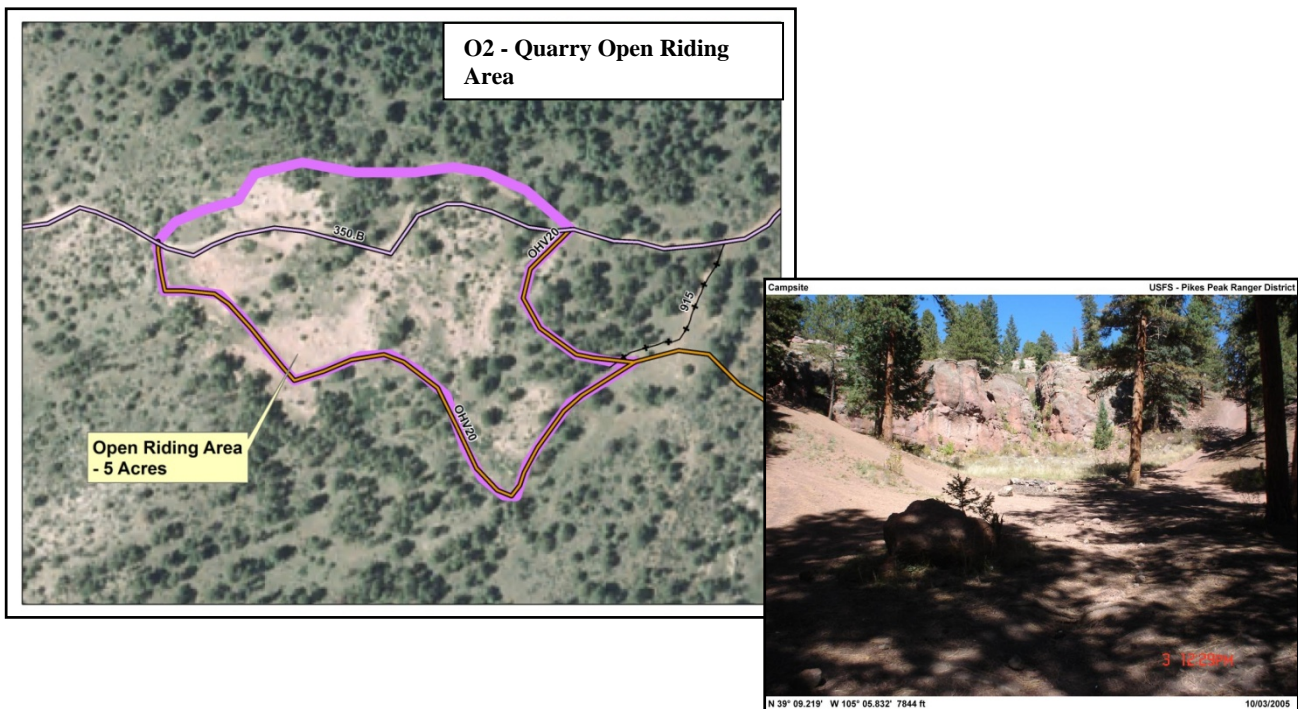 O2 - Quarry Open Riding
Area
350.B
OHV20
915
OHV20
Open Riding Area
- 5 Acres
Campsite
USFS - Pikes Peak Ranger District
3 12:29PM
N 39° 09.219' W 105° 05.832' 7844 ft
10/03/2005